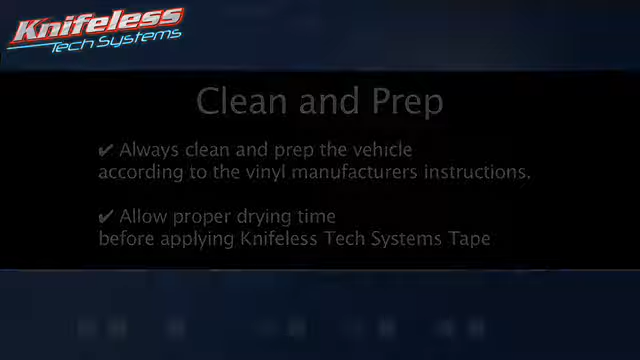 Knifeless
Tech Systems
Clean and Prep
✔ Always clean and prep the vehicle
according to the vinyl manufacturers instructions.
✔ Allow proper drying time
before applying Knifeless Tech Systems Tape